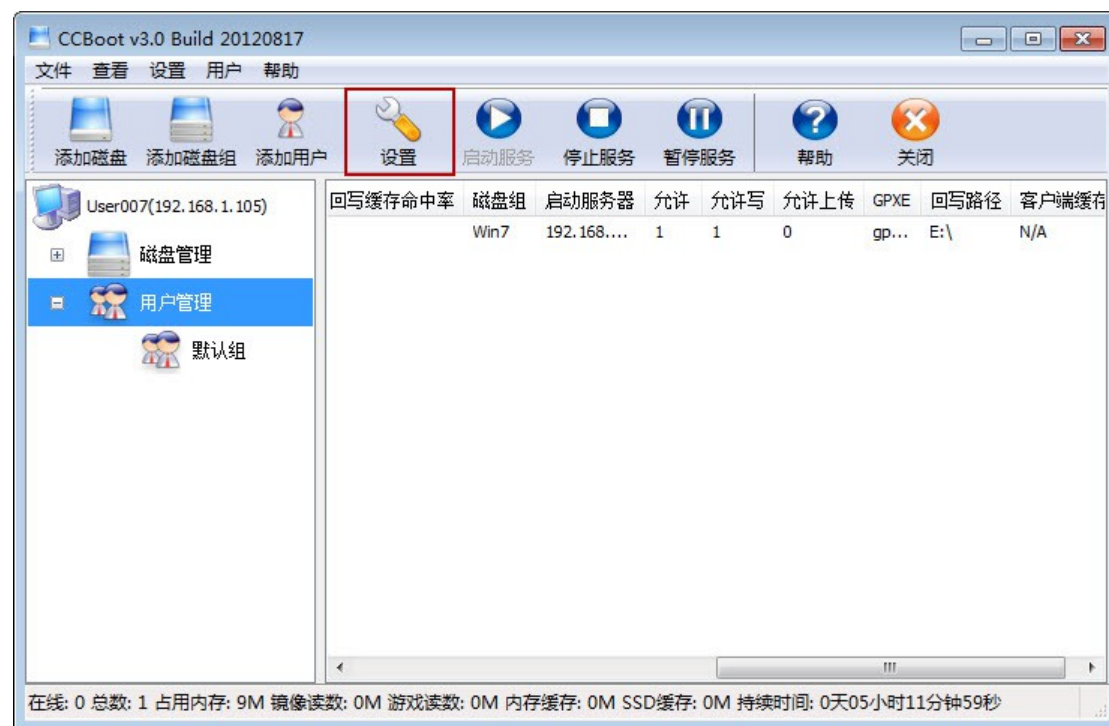 CCBoot v3.0 Build 20120817
文件 查看 设置 用户 帮助
添加磁盘 添加磁盘组 添加用户 设置 启动服务 停止服务 暂停服务 帮助 关闭
User007(192.168.1.105)
磁盘管理
用户管理
默认组
回写缓存命中率 磁盘组 启动服务器 允许 允许写 允许上传 GPXE 回写路径 客户端缓存
Win7 192.168.... 1 1 0 gp... E:\ N/A
在线: 0 总数: 1 占用内存: 9M 镜像读数: 0M 游戏读数: 0M 内存缓存: 0M SSD缓存: 0M 持续时间: 0天05小时11分钟59秒